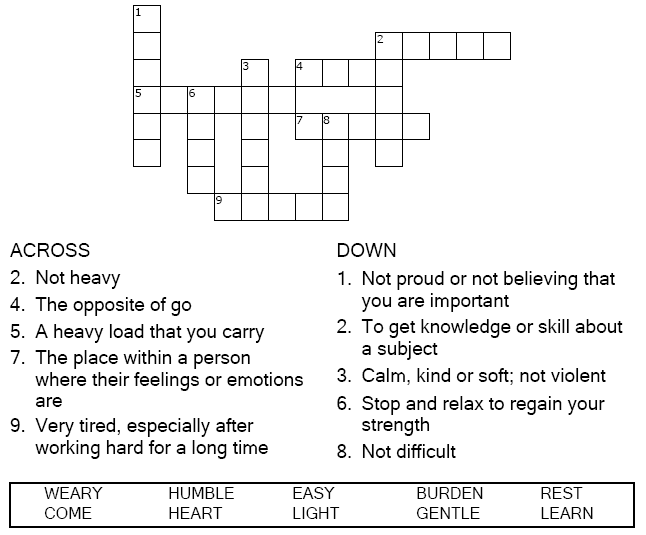 1
2
3 4
5 6
7 8
9
ACROSS
2. Not heavy
4. The opposite of go
5. A heavy load that you carry
7. The place within a person
where their feelings or emotions
are
9. Very tired, especially after
working hard for a long time
DOWN
1. Not proud or not believing that
you are important
2. To get knowledge or skill about
a subject
3. Calm, kind or soft; not violent
6. Stop and relax to regain your
strength
8. Not difficult
WEARY HUMBLE EASY BURDEN REST
COME HEART LIGHT GENTLE LEARN